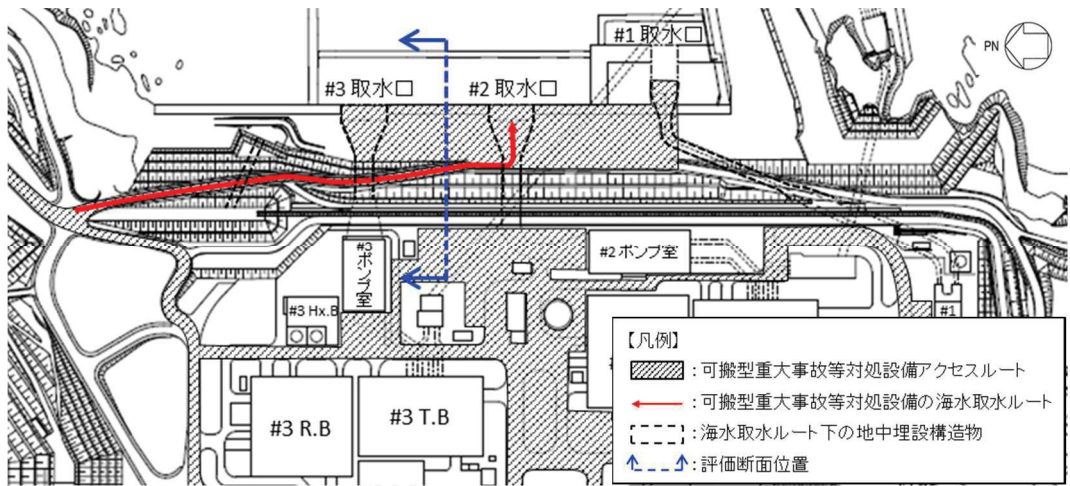 #1 取水口
PN
#3 取水口
#2 取水口
#3
ポンプ室
#2 ポンプ室
#3 Hx.B
#1
#3 R.B
#3 T.B
【凡例】
：可搬型重大事故等対処設備アクセスルート
：可搬型重大事故等対処設備の海水取水ルート
：海水取水ルート下の地中埋設構造物
：評価断面位置